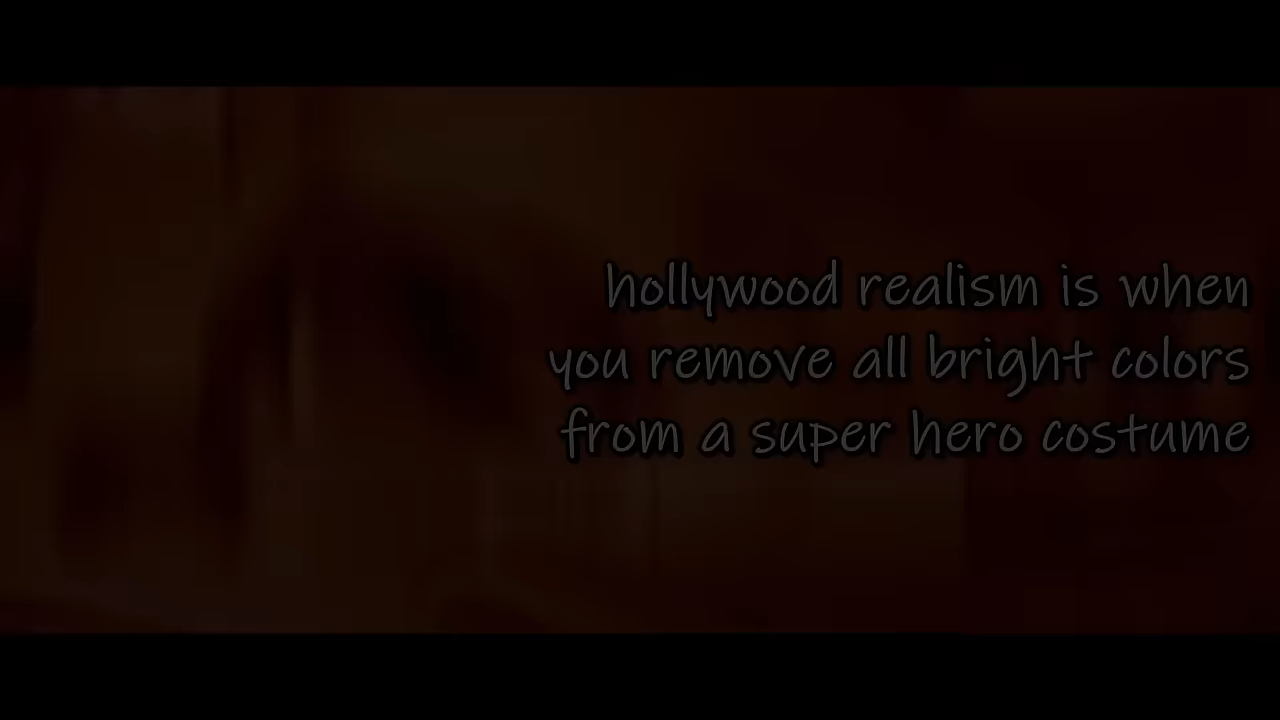 hollywood realism is when
you remove all bright colors
from a super hero costume